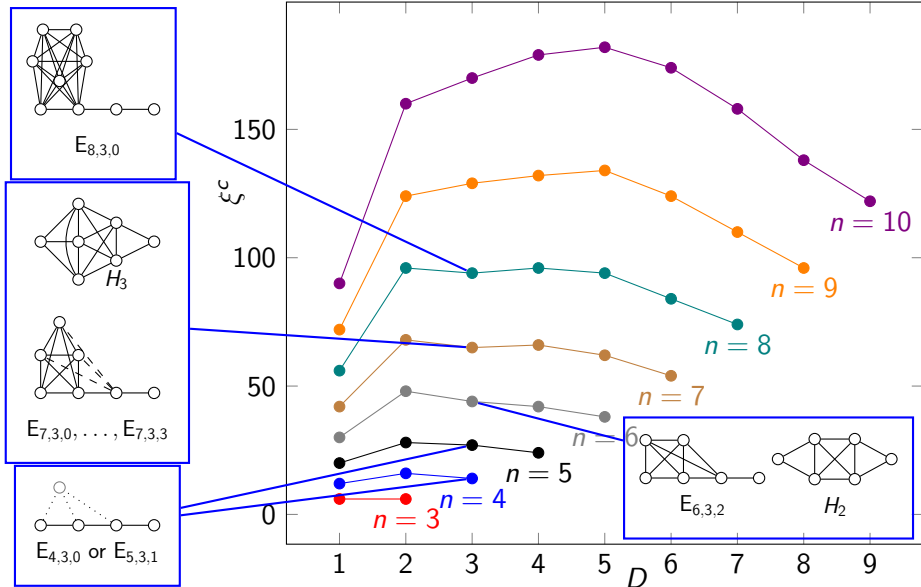 E8,3,0
H3
E7,3,0, . . . , E7,3,3
E4,3,0 or E5,3,1
ξc
150
100
50
0
n = 10
n = 9
n = 8
n = 7
n = 6
n = 5
n = 4
n = 3
E6,3,2
H2
1 2 3 4 5 6 7 8 9
D